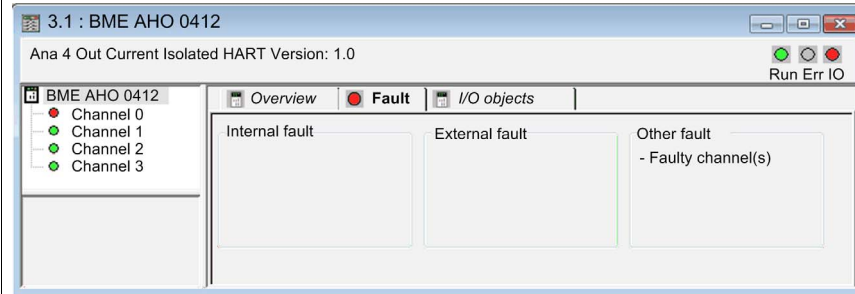 3.1 : BME AHO 0412
Ana 4 Out Current Isolated HART Version: 1.0
Run Err IO
BME AHO 0412
Channel 0
Channel 1
Channel 2
Channel 3
Overview
Fault
I/O objects
Internal fault
External fault
Other fault
- Faulty channel(s)